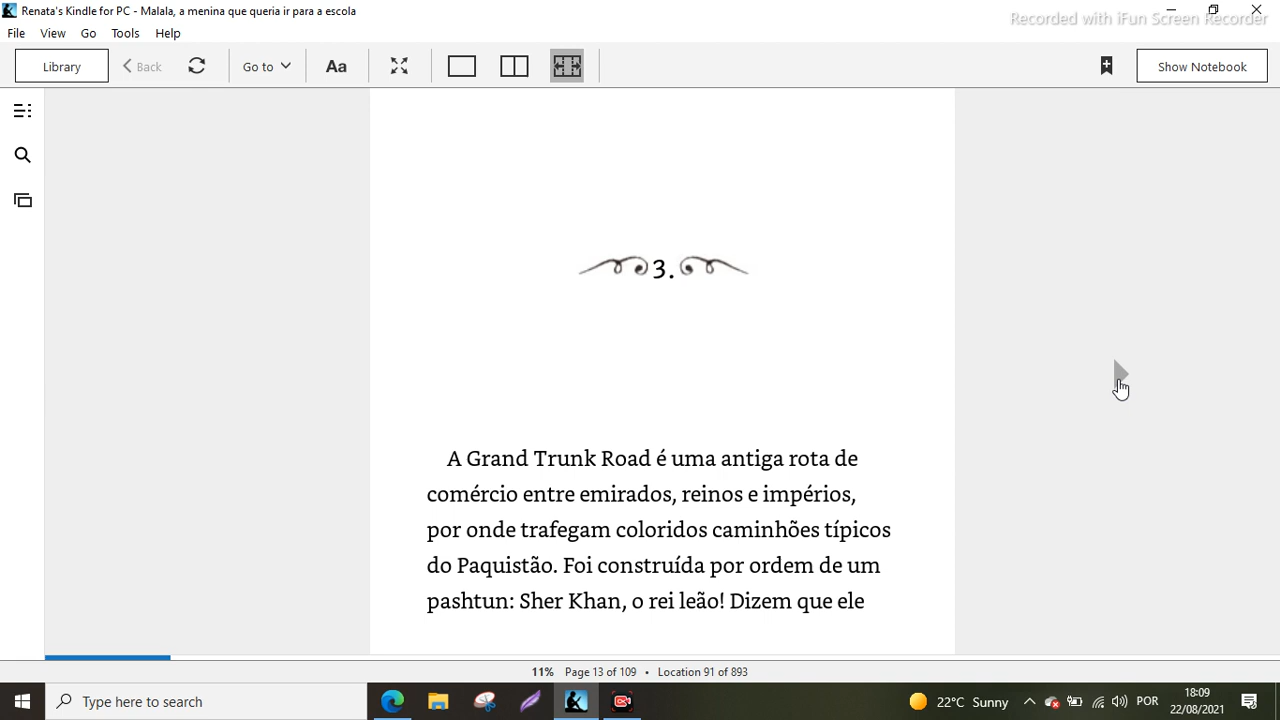 Renata's Kindle for PC - Malala, a menina que queria ir para a escola
Recorded with iFun Screen Recorder
File View Go Tools Help
Library Back Go to Aa Show Notebook
3.
A Grand Trunk Road é uma antiga rota de
comércio entre emirados, reinos e impérios,
por onde trafegam coloridos caminhões típicos
do Paquistão. Foi construída por ordem de um
pashtun: Sher Khan, o rei leão! Dizem que ele
11% Page 13 of 109 • Location 91 of 893
Type here to search 22°C Sunny POR 18:09
22/08/2021